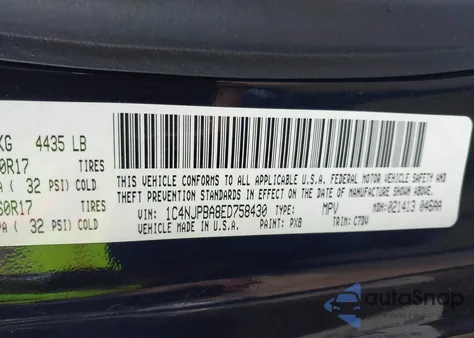 KG 4435 LB
0R17 TIRES
PA ( 32 PSI) COLD
S0R17 TIRES
PA ( 32 PSI) COLD
THIS VEHICLE CONFORMS TO ALL APPLICABLE U.S.A.
FEDERAL MOTOR VEHICLE SAFETY AND
THEFT PREVENTION STANDARDS IN EFFECT ON THE
DATE OF MANUFACTURE SHOWN ABOVE.
VIN: 1C4NJPBA8ED758430 TYPE: MPV MDH:021413 046AA
VEHICLE MADE IN U.S.A. PAINT: PX8 TRIM: C7DV
autoSnap